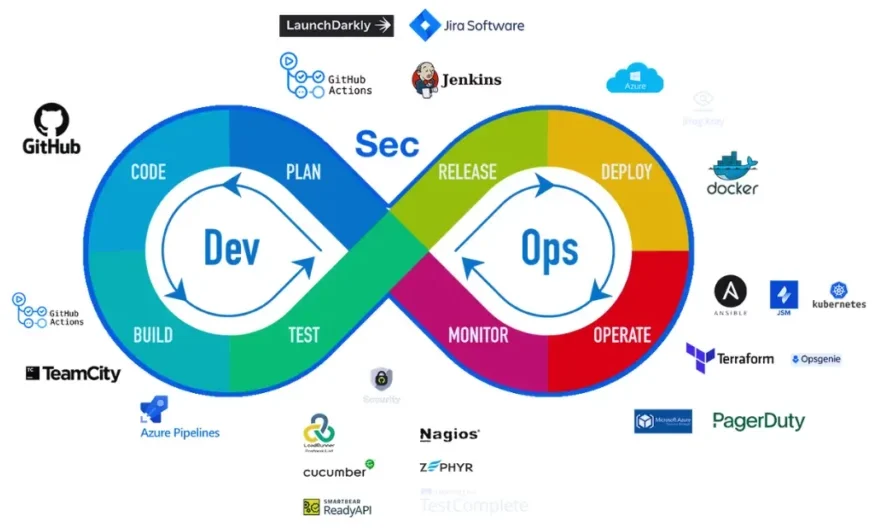 LaunchDarkly
Jira Software
GitHub
Actions
Jenkins
Azure
GitHub
Sec
CODE
PLAN
RELEASE
DEPLOY
docker
Dev
Ops
ANSIBLE
JSM
kubernetes
GitHub
Actions
BUILD
TEST
MONITOR
OPERATE
Terraform
Opsgenie
TC
TeamCity
Security
Azure Pipelines
Microsoft Azure
PagerDuty
LoadRunner
Nagios®
cucumber
ZEPHYR
SMARTBEAR
ReadyAPI
TestComplete